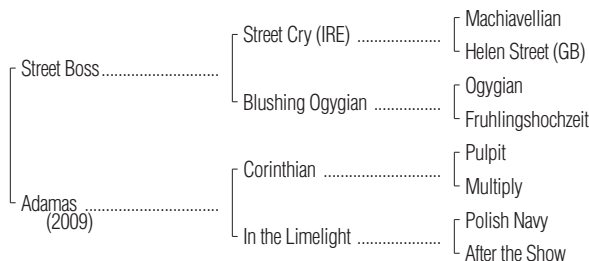 Machiavellian
Street Cry (IRE) ..................
Helen Street (GB)
Street Boss.........................
Ogygian
Blushing Ogygian ..............
Fruhlingshochzeit
Pulpit
Corinthian ........................
Multiply
Adamas ............................
(2009)
Polish Navy
In the Limelight .................
After the Show